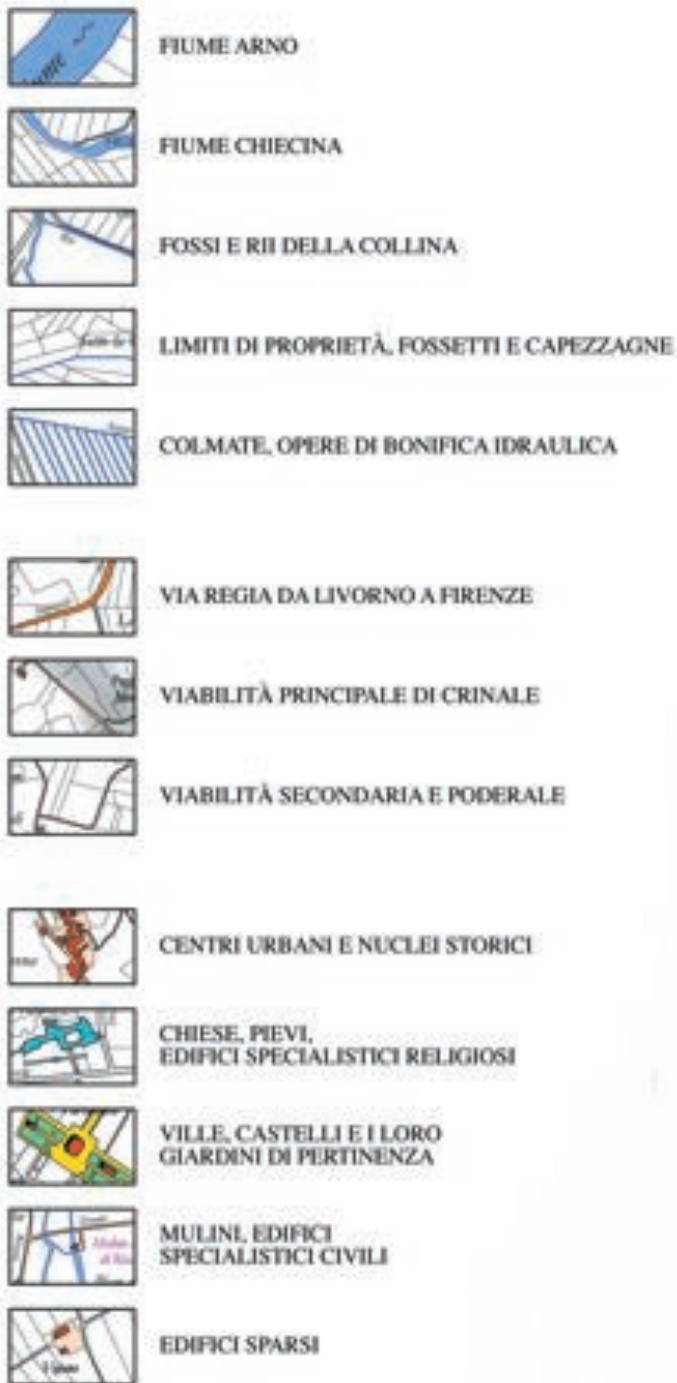 FIUME ARNO
FIUME CHIECINA
FOSSI E RII DELLA COLLINA
LIMITI DI PROPRIETÀ, FOSSETTI E CAPEZZAGNE
COLMATE, OPERE DI BONIFICA IDRAULICA
VIA REGIA DA LIVORNO A FIRENZE
VIABILITÀ PRINCIPALE DI CRINALE
VIABILITÀ SECONDARIA E PODERALE
CENTRI URBANI E NUCLEI STORICI
CHIESE, PIEVI,
EDIFICI SPECIALISTICI RELIGIOSI
VILLE, CASTELLI E I LORO
GIARDINI DI PERTINENZA
MULINI, EDIFICI
SPECIALISTICI CIVILI
EDIFICI SPARSI